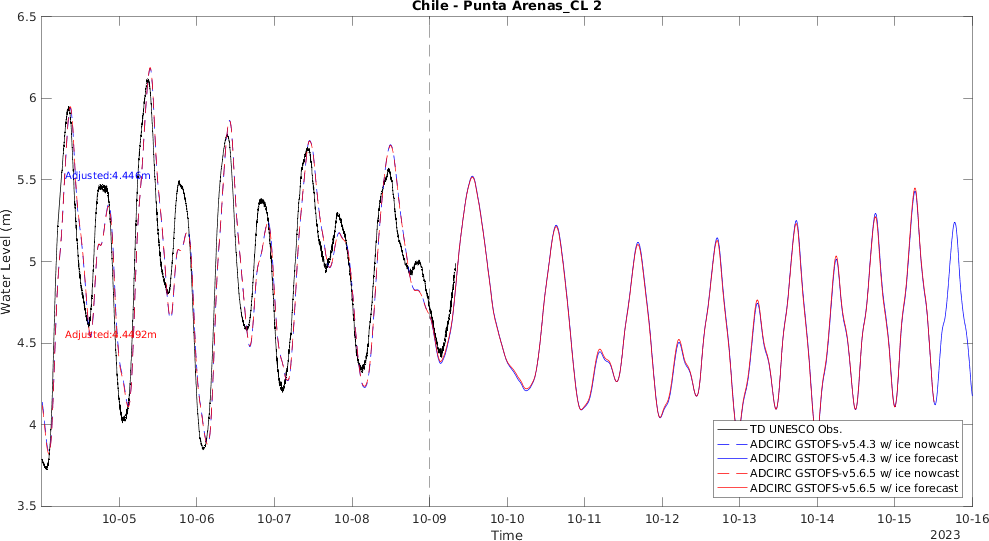 Chile - Punta Arenas_CL 2
6.5
6
5.5
5
4.5
4
3.5
Water Level (m)
Adjusted:4.446m
Adjusted:4.4492m
TD UNESCO Obs.
ADCIRC GSTOFS-v5.4.3 w/ ice nowcast
ADCIRC GSTOFS-v5.4.3 w/ ice forecast
ADCIRC GSTOFS-v5.6.5 w/ ice nowcast
ADCIRC GSTOFS-v5.6.5 w/ ice forecast
10-05 10-06 10-07 10-08 10-09 10-10 10-11 10-12 10-13 10-14 10-15 10-16
Time
2023